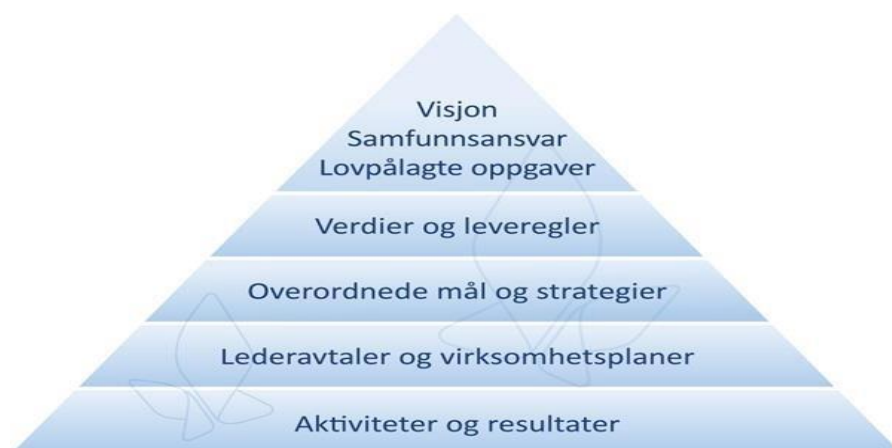 Visjon
Samfunnsansvar
Lovpålagte oppgaver
Verdier og leveregler
Overordnede mål og strategier
Lederavtaler og virksomhetsplaner
Aktiviteter og resultater